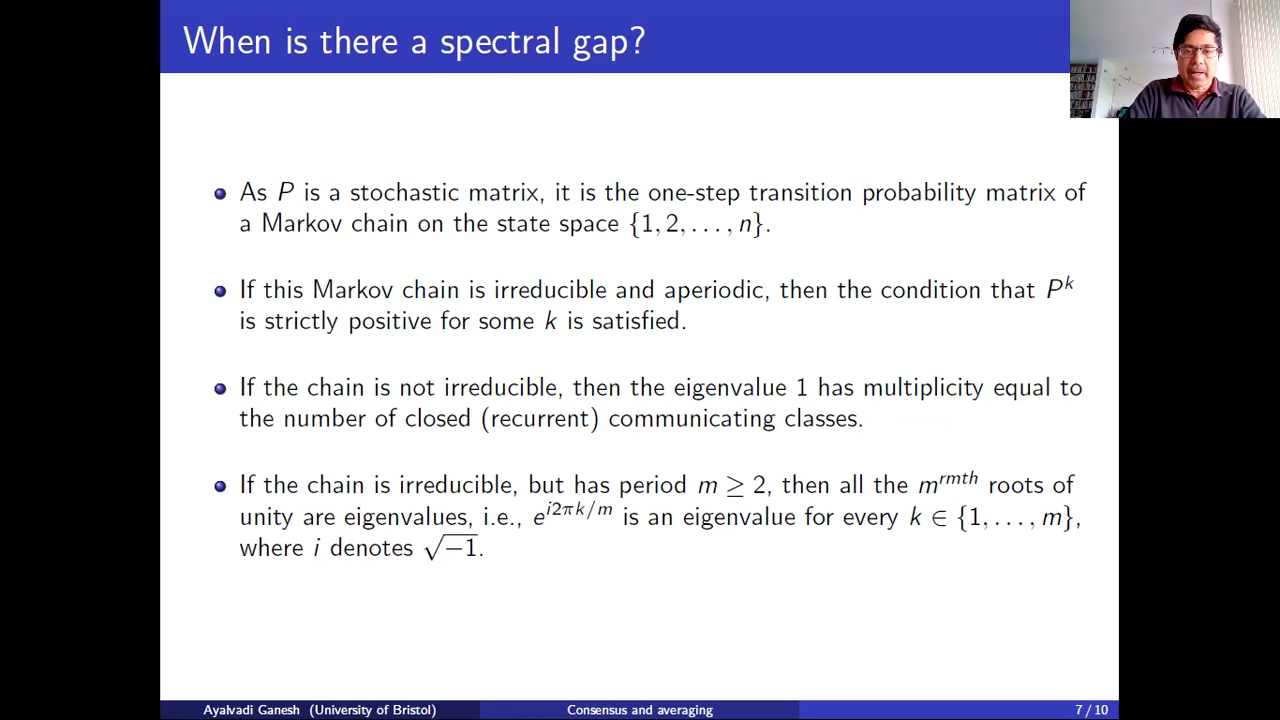 When is there a spectral gap?
As P is a stochastic matrix, it is the one-step transition probability matrix of
a Markov chain on the state space {1, 2, . . . , n}.
If this Markov chain is irreducible and aperiodic, then the condition that P^k
is strictly positive for some k is satisfied.
If the chain is not irreducible, then the eigenvalue 1 has multiplicity equal to
the number of closed (recurrent) communicating classes.
If the chain is irreducible, but has period m ≥ 2, then all the m^rmth roots of
unity are eigenvalues, i.e., e^{i2πk/m} is an eigenvalue for every k ∈ {1, . . . , m},
where i denotes √−1.
Ayalvadi Ganesh (University of Bristol) Consensus and averaging 7 / 10